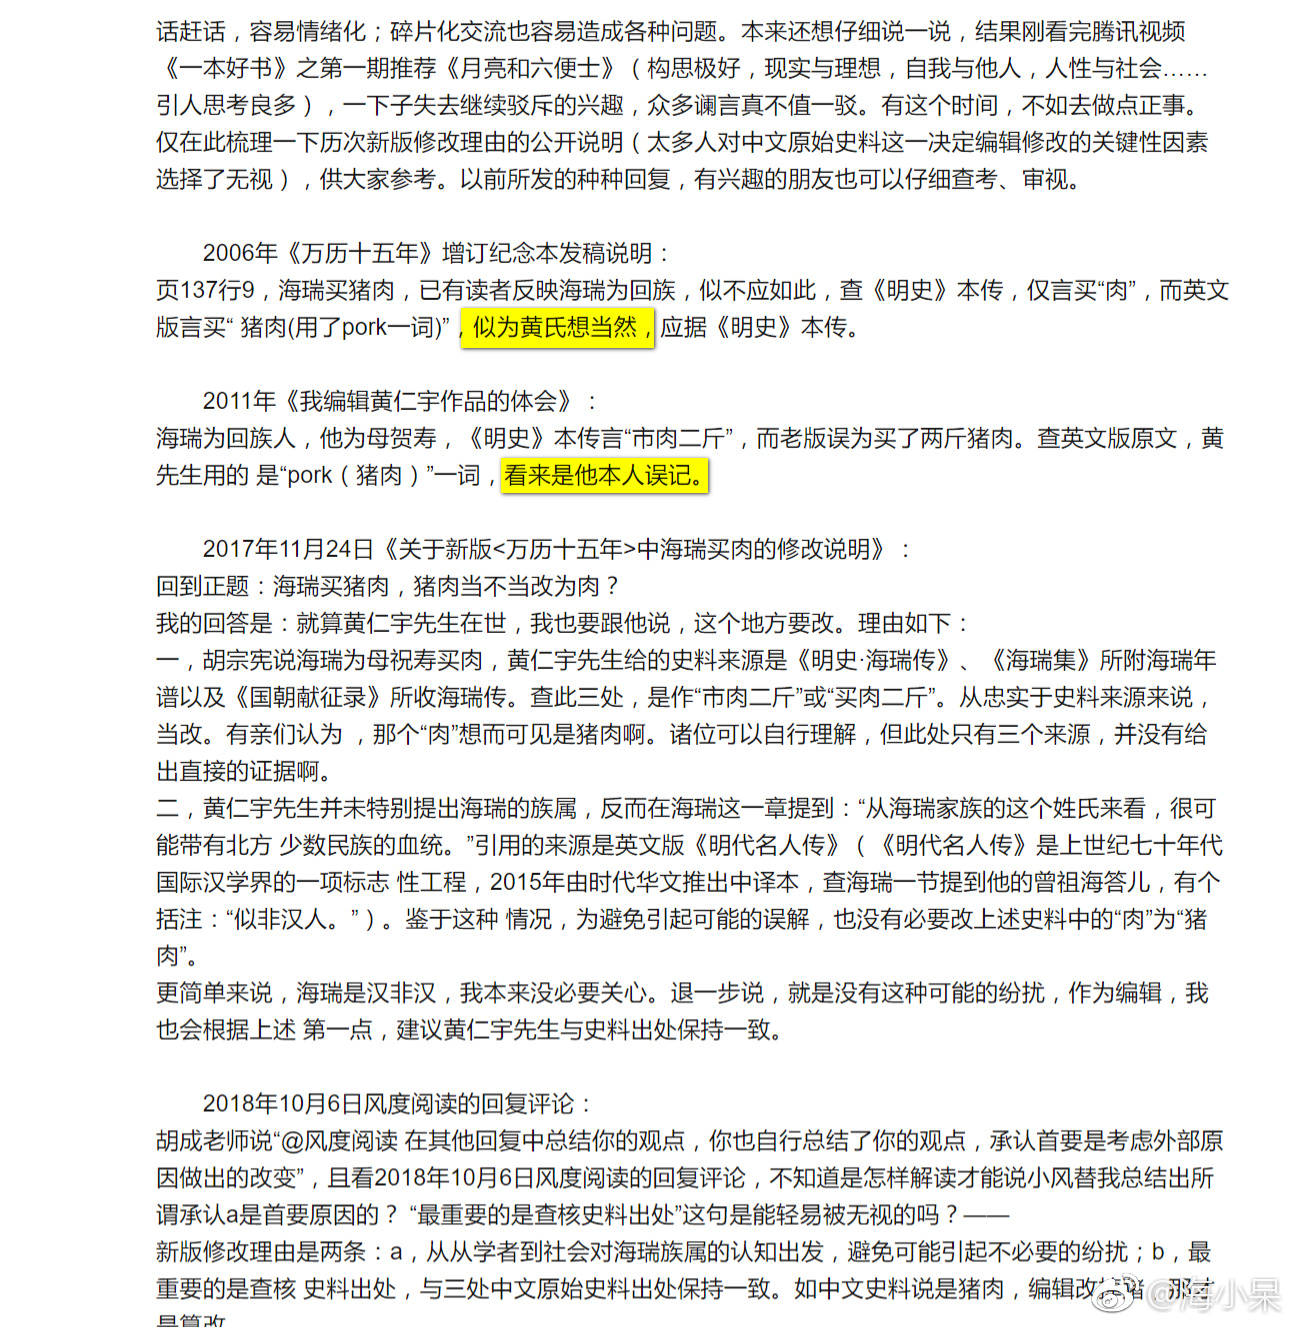 话赶话，容易情绪化；碎片化交流也容易造成各种问题。本来还想仔细说一说，结果刚看完腾讯视频
《一本好书》之第一期推荐《月亮和六便士》（构思极好，现实与理想，自我与他人，人性与社会……
引人思考良多），一下子失去继续驳斥的兴趣，众多谰言真不值一驳。有这个时间，不如去做点正事。
仅在此梳理一下历次新版修改理由的公开说明（太多人对中文原始史料这一决定编辑修改的关键性因素
选择了无视），供大家参考。以前所发的种种回复，有兴趣的朋友也可以仔细查考、审视。
2006年《万历十五年》增订纪念本发稿说明：
页137行9，海瑞买猪肉，已有读者反映海瑞为回族，似不应如此，查《明史》本传，仅言买“肉”，而英文
版言买“ 猪肉(用了pork一词)”，似为黄氏想当然，应据《明史》本传。
2011年《我编辑黄仁宇作品的体会》：
海瑞为回族人，他为母贺寿，《明史》本传言“市肉二斤”，而老版误为买了两斤猪肉。查英文版原文，黄
先生用的 是“pork（猪肉）”一词，看来是他本人误记。
2017年11月24日《关于新版<万历十五年>中海瑞买肉的修改说明》：
回到正题：海瑞买猪肉，猪肉当不当改为肉？
我的回答是：就算黄仁宇先生在世，我也要跟他说，这个地方要改。理由如下：
一，胡宗宪说海瑞为母祝寿买肉，黄仁宇先生给的史料来源是《明史·海瑞传》、《海瑞集》所附海瑞年
谱以及《国朝献征录》所收海瑞传。查此三处，是作“市肉二斤”或“买肉二斤”。从忠实于史料来源来说，
当改。有亲们认为 ，那个“肉”想而可见是猪肉啊。诸位可以自行理解，但此处只有三个来源，并没有给
出直接的证据啊。
二，黄仁宇先生并未特别提出海瑞的族属，反而在海瑞这一章提到：“从海瑞家族的这个姓氏来看，很可
能带有北方 少数民族的血统。”引用的来源是英文版《明代名人传》（《明代名人传》是上世纪七十年代
国际汉学界的一项标志 性工程，2015年由时代华文推出中译本，查海瑞一节提到他的曾祖海答儿，有个
括注：“似非汉人。”）。鉴于这种 情况，为避免引起可能的误解，也没有必要改上述史料中的“肉”为“猪
肉”。
更简单来说，海瑞是汉非汉，我本来没必要关心。退一步说，就是没有这种可能的纷扰，作为编辑，我
也会根据上述 第一点，建议黄仁宇先生与史料出处保持一致。
2018年10月6日风度阅读的回复评论：
胡成老师说“@风度阅读 在其他回复中总结你的观点，你也自行总结了你的观点，承认首要是考虑外部原
因做出的改变”，且看2018年10月6日风度阅读的回复评论，不知道是怎样解读才能说小风替我总结出所
谓承认a是首要原因的？ “最重要的是查核史料出处”这句是能轻易被无视的吗？——
新版修改理由是两条：a，从从学者到社会对海瑞族属的认知出发，避免可能引起不必要的纷扰；b，最
重要的是查核 史料出处，与三处中文原始史料出处保持一致。如中文史料说是猪肉，编辑改掉猪，那才
是篡改
@海小呆